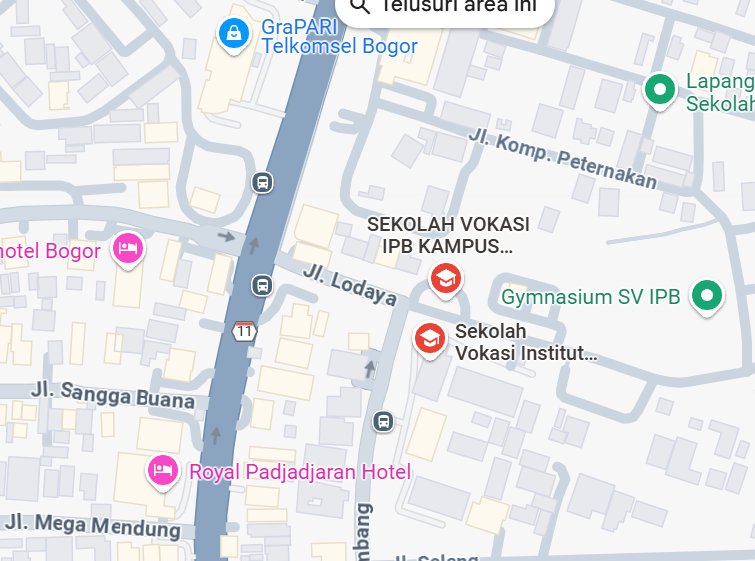 Telusuri area ini
GraPARI
Telkomsel Bogor
Lapang
Sekolah
Jl. Komp. Peternakan
SEKOLAH VOKASI
IPB KAMPUS...
hotel Bogor
Jl. Lodaya
Gymnasium SV IPB
11
Sekolah
Vokasi Institut...
Jl. Sangga Buana
Royal Padjadjaran Hotel
Jl. Mega Mendung
mbang